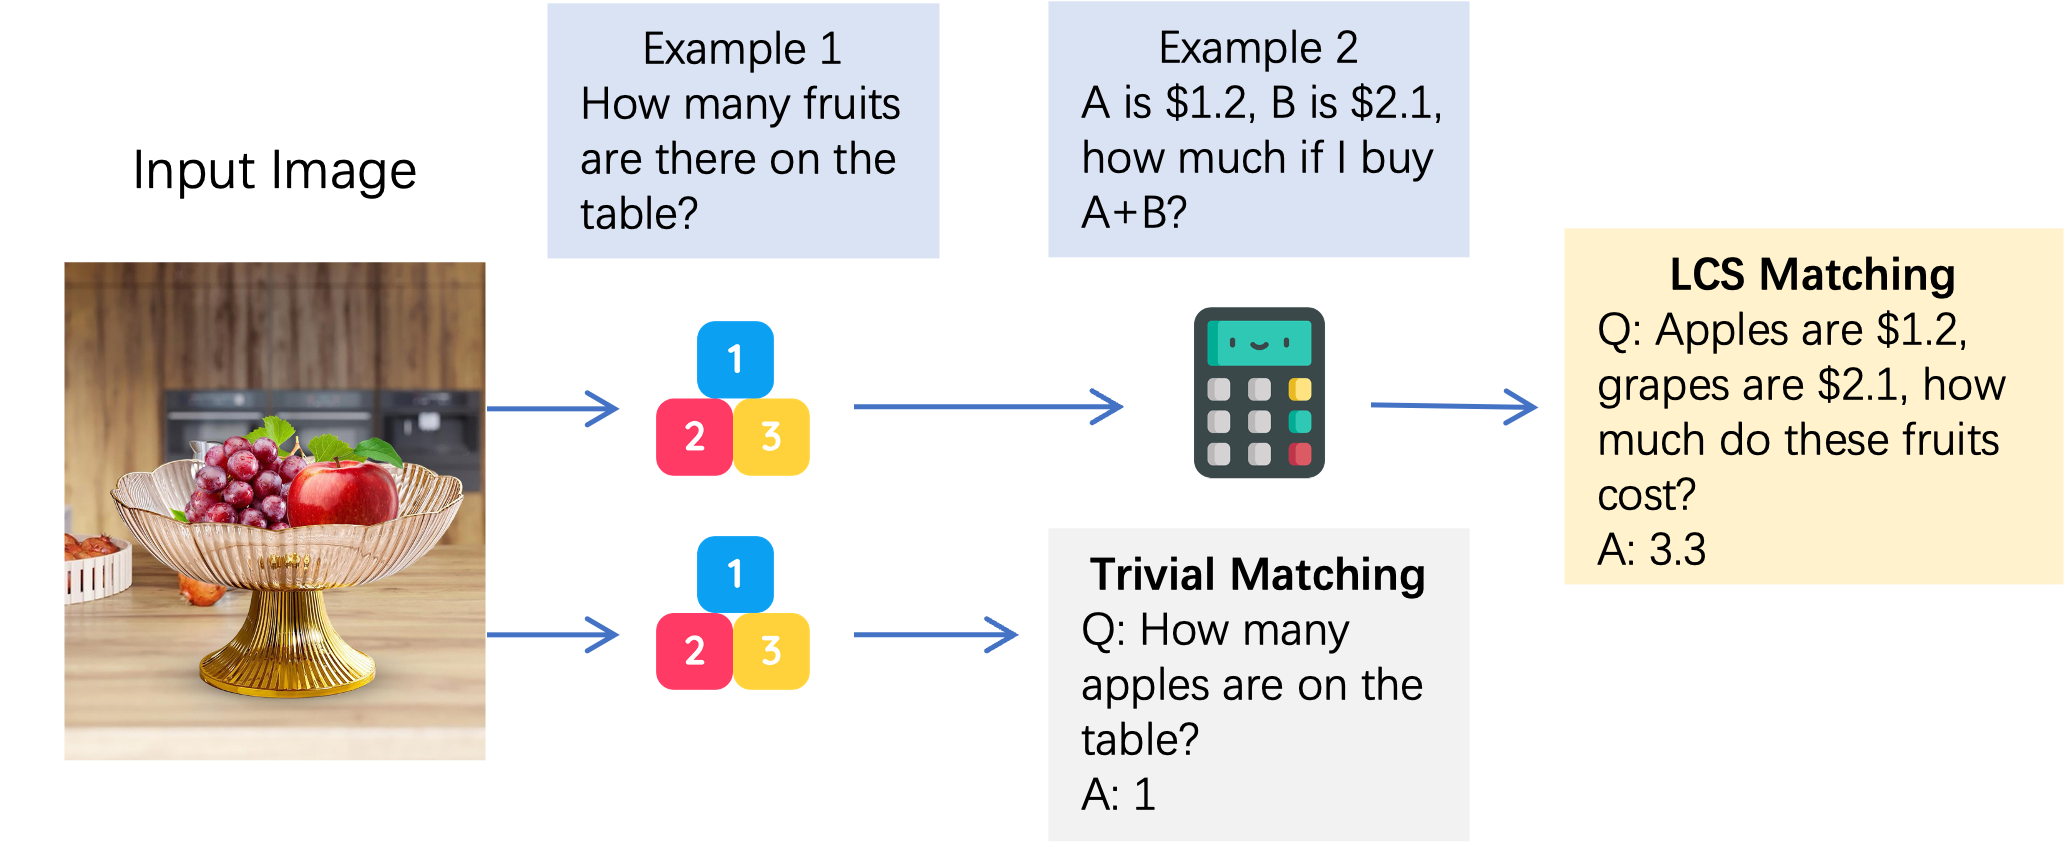 Input Image
Example 1
How many fruits
are there on the
table?
Example 2
A is $1.2, B is $2.1,
how much if I buy
A+B?
1
2 3
LCS Matching
Q: Apples are $1.2,
grapes are $2.1, how
much do these fruits
cost?
A: 3.3
1
2 3
Trivial Matching
Q: How many
apples are on the
table?
A: 1